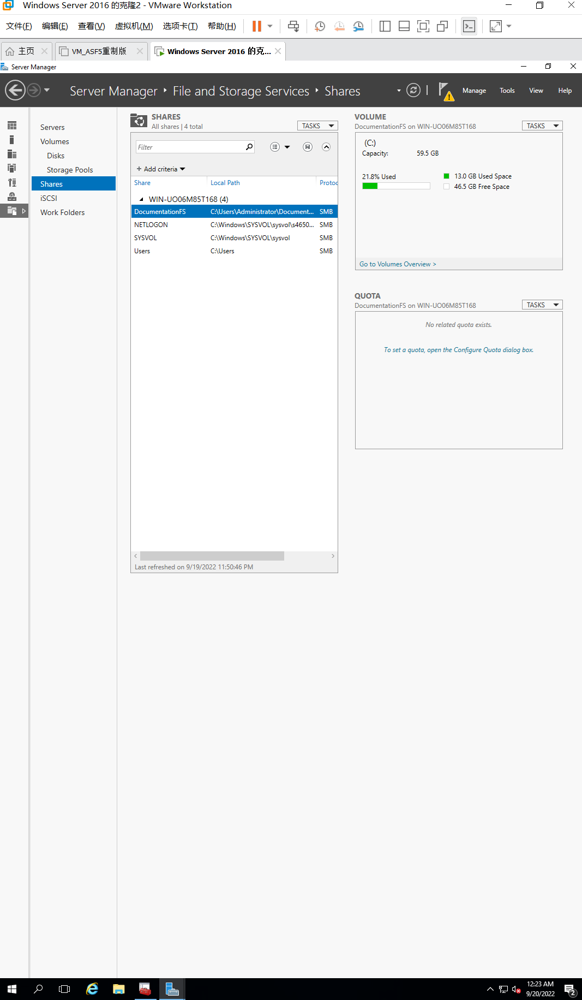 Windows Server 2016 的克隆2 - VMware Workstation
文件(F) 编辑(E) 查看(V) 虚拟机(M) 选项卡(T) 帮助(H)
主页 VM_ASF5重制版 Windows Server 2016 的克...
Server Manager
Server Manager File and Storage Services Shares Manage Tools View Help
Servers
Volumes
Disks
Storage Pools
Shares
iSCSI
Work Folders
SHARES
All shares | 4 total
TASKS
Filter
+ Add criteria
Share Local Path Protoc
WIN-UO06M85T168 (4)
DocumentationFS C:\Users\Administrator\Document... SMB
NETLOGON C:\Windows\SYSVOL\sysvol\s4650... SMB
SYSVOL C:\Windows\SYSVOL\sysvol SMB
Users C:\Users SMB
Last refreshed on 9/19/2022 11:50:46 PM
VOLUME
DocumentationFS on WIN-UO06M85T168
TASKS
(C:)
Capacity: 59.5 GB
21.8% Used
13.0 GB Used Space
46.5 GB Free Space
Go to Volumes Overview >
QUOTA
DocumentationFS on WIN-UO06M85T168
TASKS
No related quota exists.
To set a quota, open the Configure Quota dialog box.
12:23 AM
9/20/2022
2